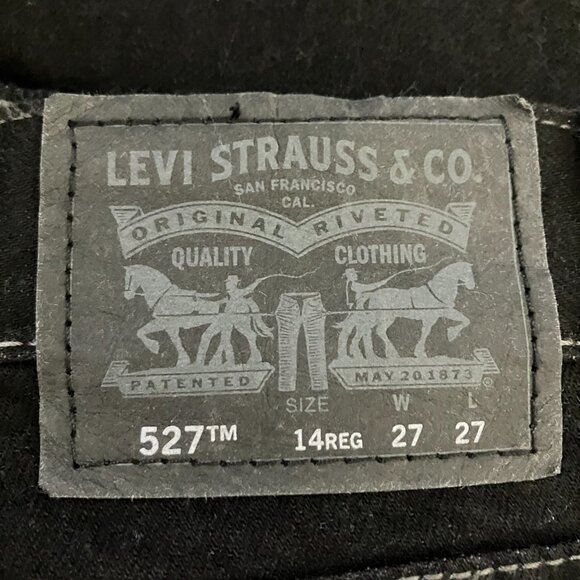 LEVI STRAUSS & CO.
SAN FRANCISCO
CAL.
ORIGINAL RIVETED
QUALITY CLOTHING
PATENTED MAY 20 1873 ®
SIZE W L
527™ 14REG 27 27